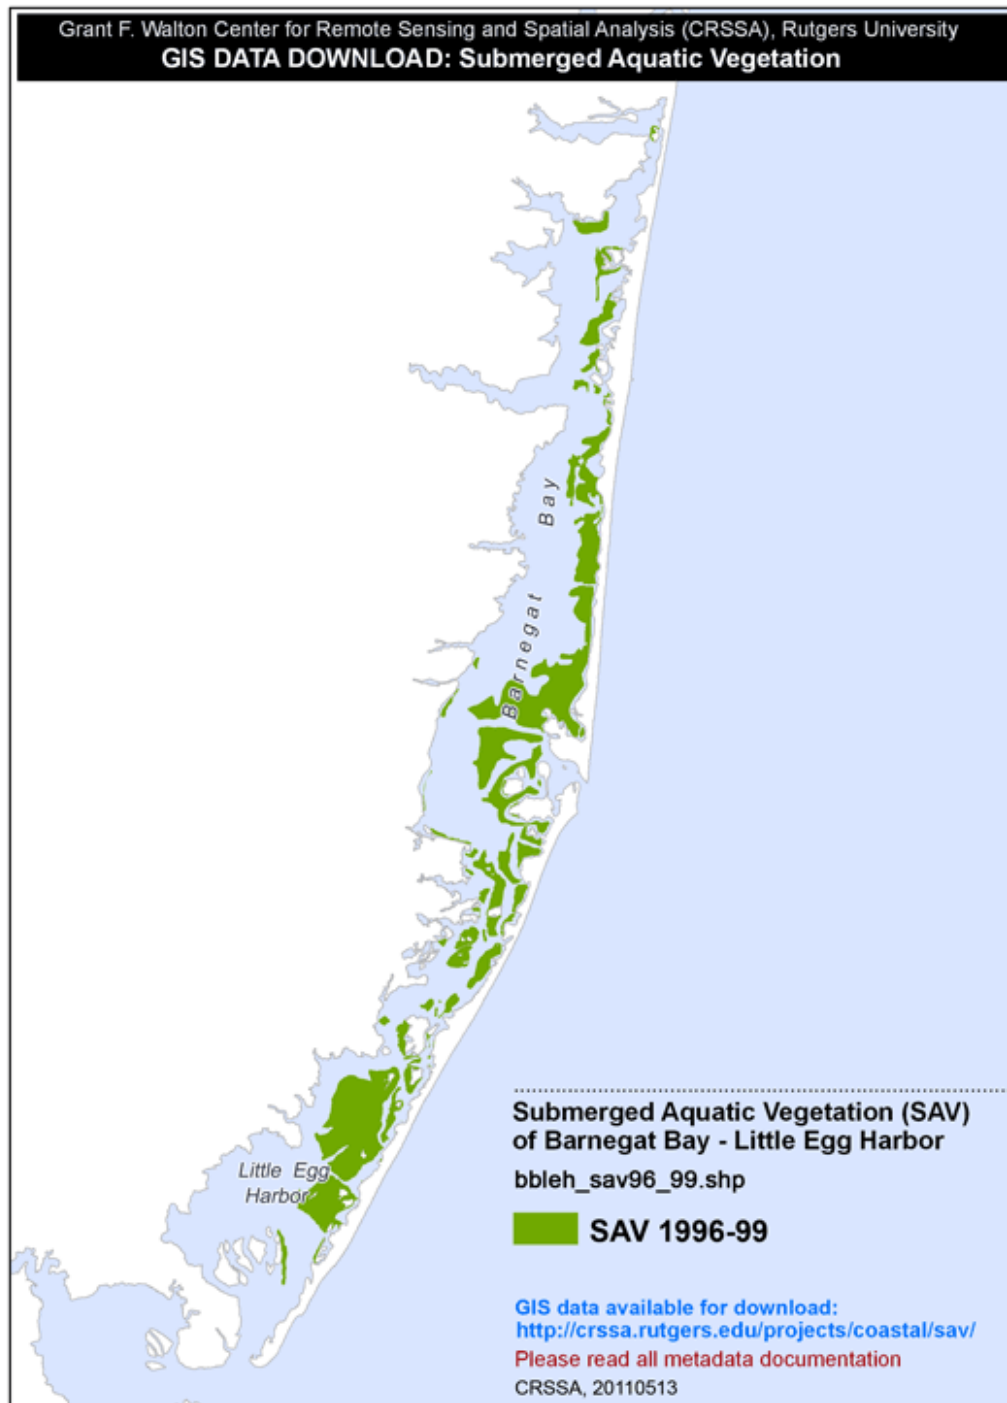 Grant F. Walton Center for Remote Sensing and Spatial Analysis (CRSSA), Rutgers University
GIS DATA DOWNLOAD: Submerged Aquatic Vegetation
Barnegat Bay
Little Egg
Harbor
Submerged Aquatic Vegetation (SAV)
of Barnegat Bay - Little Egg Harbor
bbleh_sav96_99.shp
SAV 1996-99
GIS data available for download:
http://crssa.rutgers.edu/projects/coastal/sav/
Please read all metadata documentation
CRSSA, 20110513